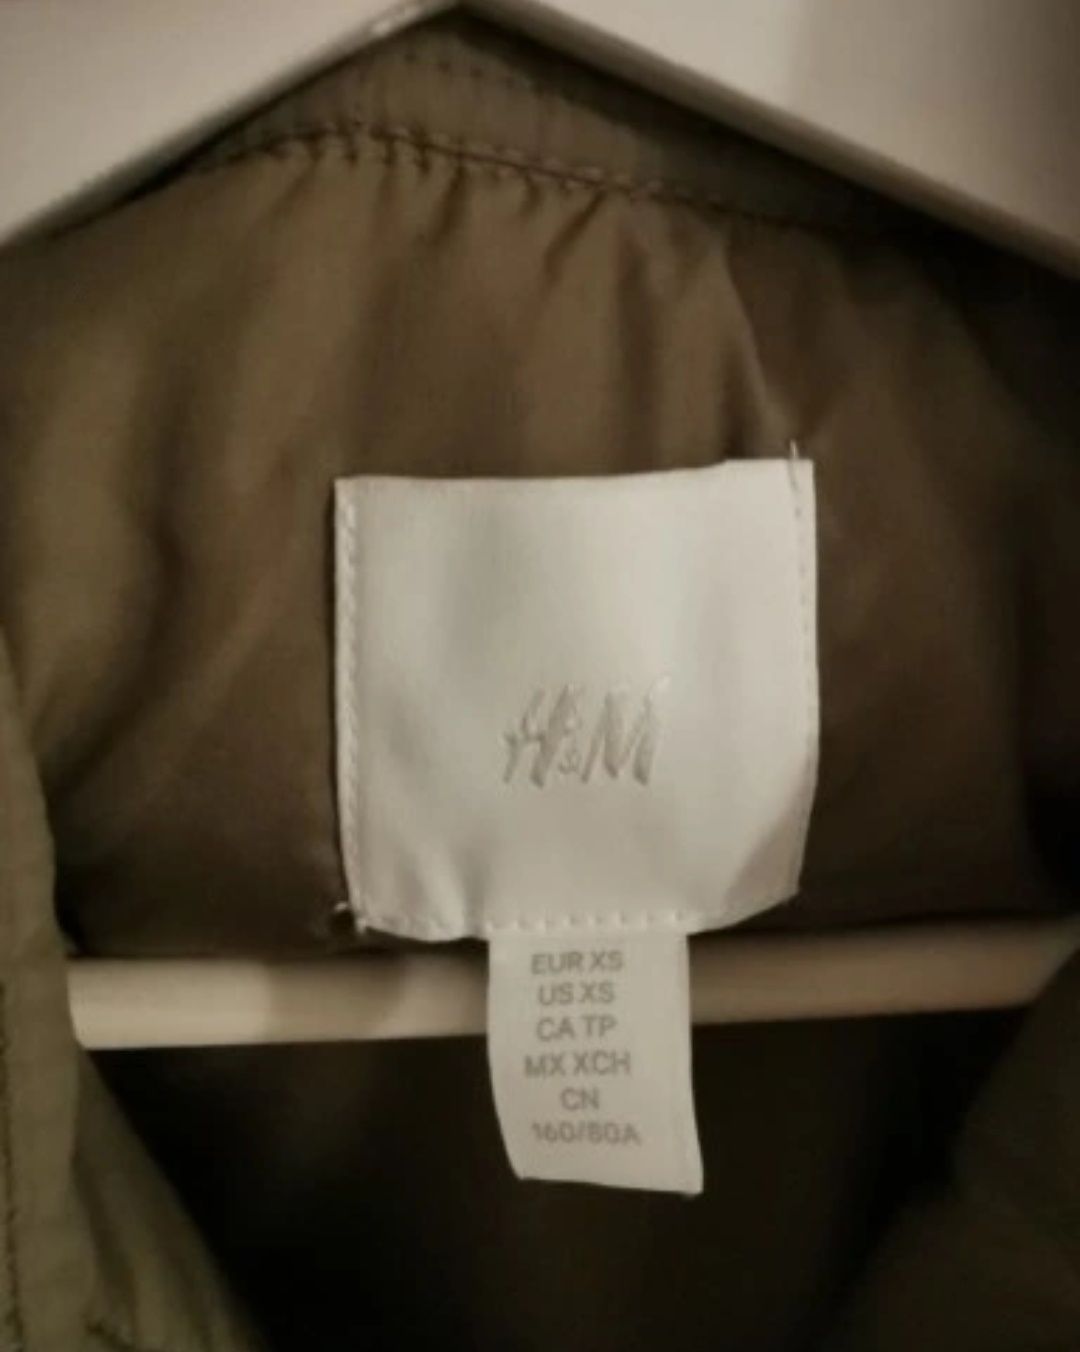 H&M
EUR XS
US XS
CA TP
MX XCH
CN
160/80A